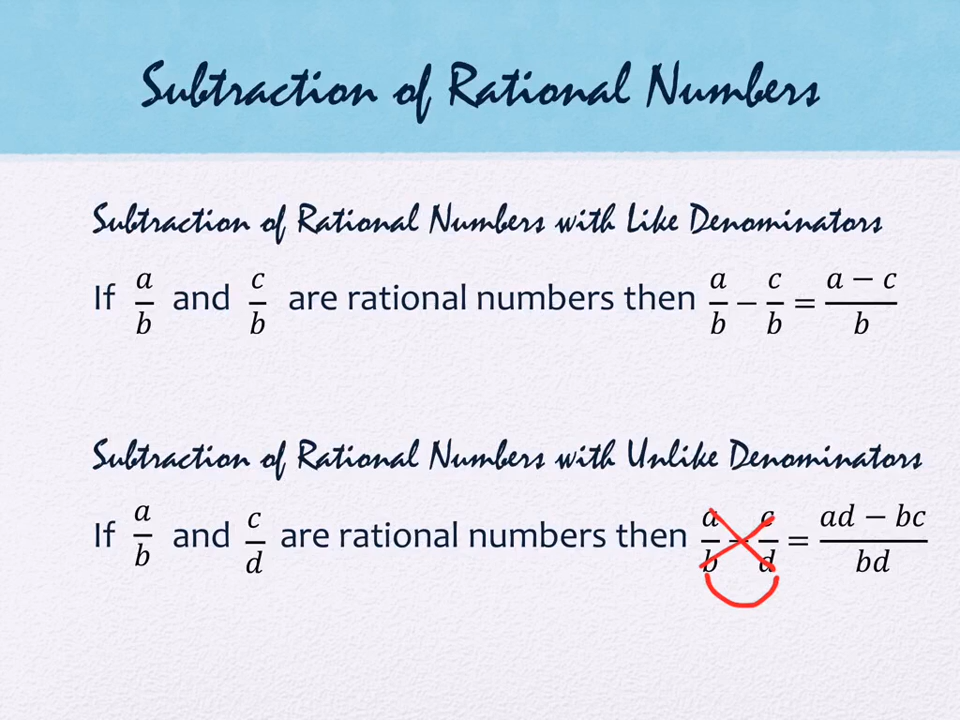 Subtraction of Rational Numbers
Subtraction of Rational Numbers with Like Denominators
If a/b and c/b are rational numbers then a/b − c/b = (a − c)/b
Subtraction of Rational Numbers with Unlike Denominators
If a/b and c/d are rational numbers then a/b − c/d = (ad − bc)/bd